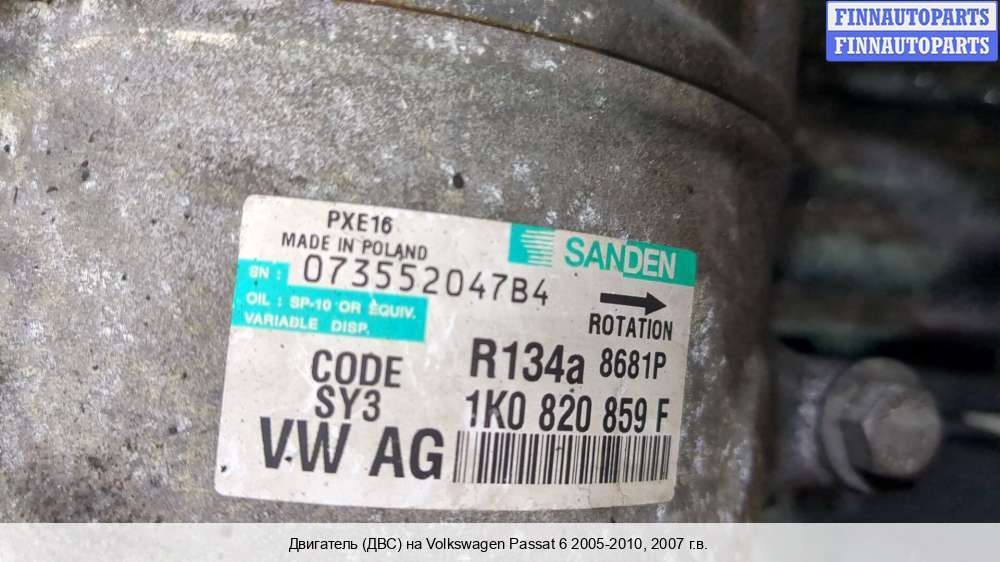 FINNAUTOPARTS
FINNAUTOPARTS
PXE16
MADE IN POLAND
SANDEN
SN : 073552047B4
OIL : SP-10 OR EQUIV.
VARIABLE DISP.
ROTATION
CODE
SY3
R134a 8681P
1K0 820 859 F
VW AG
Двигатель (ДВС) на Volkswagen Passat 6 2005-2010, 2007 г.в.